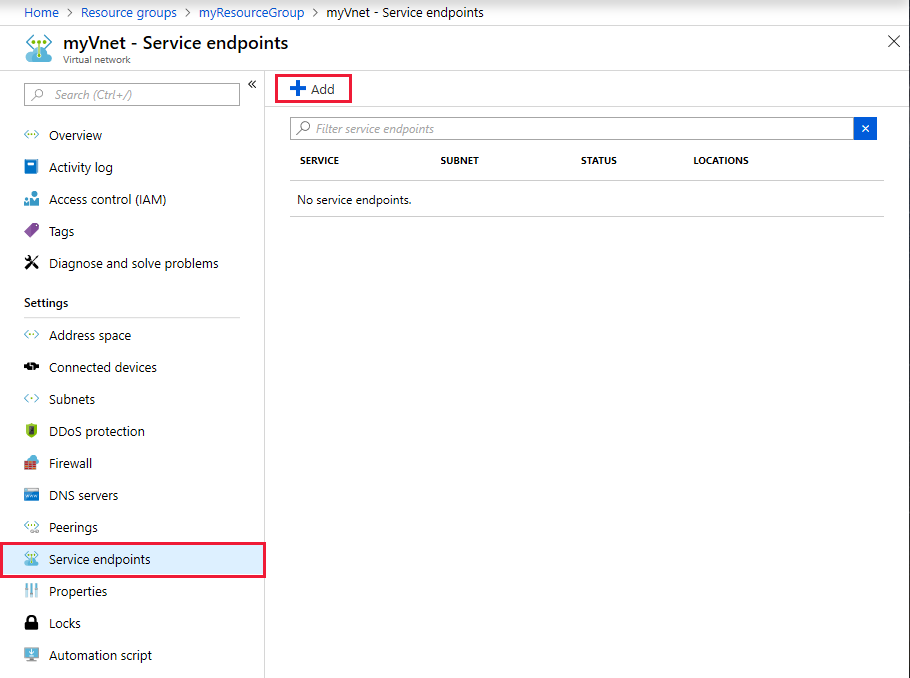 Home > Resource groups > myResourceGroup > myVnet - Service endpoints
myVnet - Service endpoints
Virtual network
Search (Ctrl+/)
Overview
Activity log
Access control (IAM)
Tags
Diagnose and solve problems
Settings
Address space
Connected devices
Subnets
DDoS protection
Firewall
DNS servers
Peerings
Service endpoints
Properties
Locks
Automation script
Add
Filter service endpoints
SERVICE SUBNET STATUS LOCATIONS
No service endpoints.